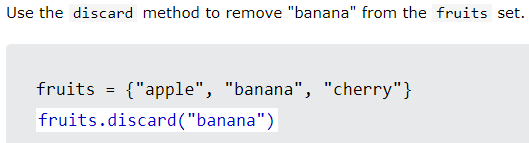 Use the discard method to remove "banana" from the fruits set.
fruits = {"apple", "banana", "cherry"}
fruits.discard("banana")